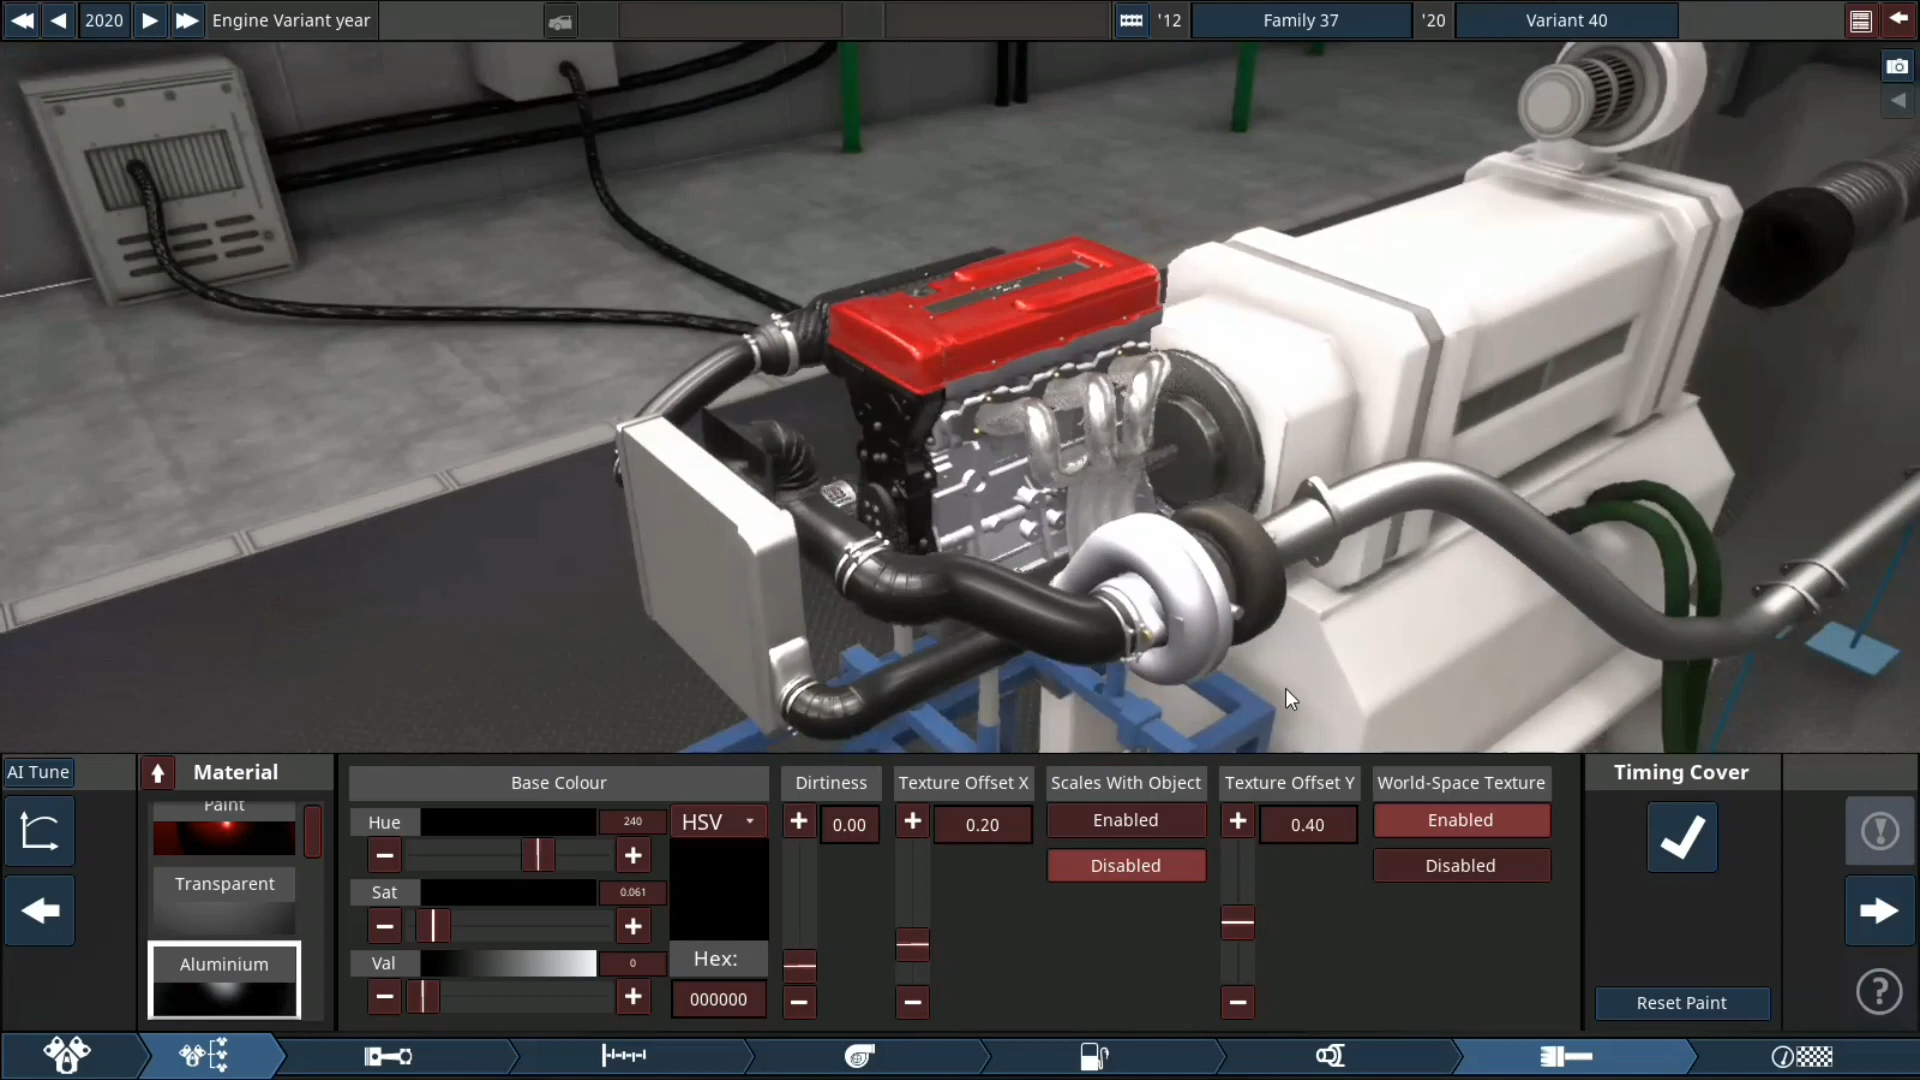 2020 Engine Variant year '12 Family 37 '20 Variant 40
AI Tune
Material
Paint
Transparent
Aluminium
Base Colour
Hue 240 HSV
Sat 0.061
Val 0
Hex:
000000
Dirtiness
0.00
Texture Offset X
0.20
Scales With Object
Enabled
Disabled
Texture Offset Y
0.40
World-Space Texture
Enabled
Disabled
Timing Cover
Reset Paint